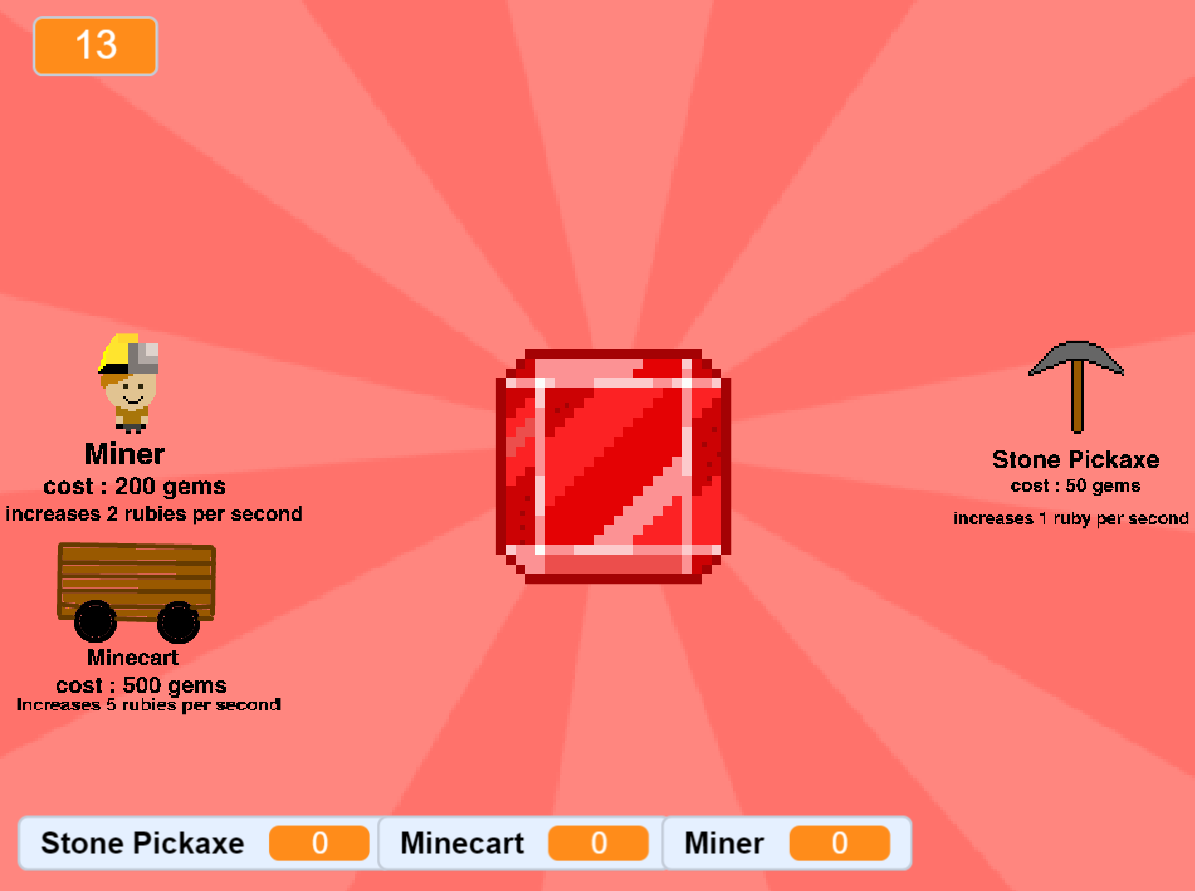 13
Miner
cost : 200 gems
increases 2 rubies per second
Stone Pickaxe
cost : 50 gems
increases 1 ruby per second
Minecart
cost : 500 gems
Increases 5 rubies per second
Stone Pickaxe 0 Minecart 0 Miner 0